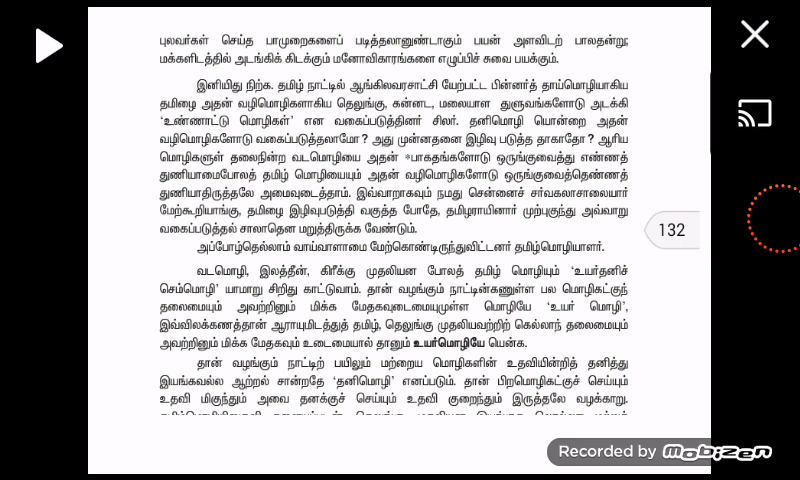 புலவர்கள் செய்த பாமுறைகளைப் படித்தலானுண்டாகும் பயன் அளவிடற் பாலதன்று;
மக்களிடத்தில் அடங்கிக் கிடக்கும் மனோவிகாரங்களை எழுப்பிச் சுவை பயக்கும்.
இனியிது நிற்க. தமிழ் நாட்டில் ஆங்கிலவரசாட்சி யேற்பட்ட பின்னர்த் தாய்மொழியாகிய
தமிழை அதன் வழிமொழிகளாகிய தெலுங்கு, கன்னட, மலையாள துளுவங்களோடு அடக்கி
‘உண்ணாட்டு மொழிகள்’ என வகைப்படுத்தினர் சிலர். தனிமொழி யொன்றை அதன்
வழிமொழிகளோடு வகைப்படுத்தலாமோ? அது முன்னதனை இழிவு படுத்த தாகாதோ? ஆரிய
மொழிகளுள் தலைநின்ற வடமொழியை அதன் *பாகதங்களோடு ஒருங்குவைத்து எண்ணத்
துணியாமைபோலத் தமிழ் மொழியையும் அதன் வழிமொழிகளோடு ஒருங்குவைத்தெண்ணத்
துணியாதிருத்தலே அமைவுடைத்தாம். இவ்வாறாகவும் நமது சென்னைச் சர்வகலாசாலையார்
மேற்கூறியாங்கு, தமிழை இழிவுபடுத்தி வகுத்த போதே, தமிழராயினார் முற்புகுந்து அவ்வாறு
வகைப்படுத்தல் சாலாதென மறுத்திருக்க வேண்டும்.
அப்போழ்தெல்லாம் வாய்வாளாமை மேற்கொண்டிருந்துவிட்டனர் தமிழ்மொழியாளர்.
132
வடமொழி, இலத்தீன், கிரீக்கு முதலியன போலத் தமிழ் மொழியும் ‘உயர்தனிச்
செம்மொழி’ யாமாறு சிறிது காட்டுவாம். தான் வழங்கும் நாட்டின்கணுள்ள பல மொழிகட்குந்
தலைமையும் அவற்றினும் மிக்க மேதகவுடைமையுமுள்ள மொழியே ‘உயர் மொழி’,
இவ்விலக்கணத்தான் ஆராயுமிடத்துத் தமிழ், தெலுங்கு முதலியவற்றிற் கெல்லாந் தலைமையும்
அவற்றினும் மிக்க மேதகவும் உடைமையால் தானும் உயர்மொழியே யென்க.
தான் வழங்கும் நாட்டிற் பயிலும் மற்றைய மொழிகளின் உதவியின்றித் தனித்து
இயங்கவல்ல ஆற்றல் சான்றதே ‘தனிமொழி’ எனப்படும். தான் பிறமொழிகட்குச் செய்யும்
உதவி மிகுந்தும் அவை தனக்குச் செய்யும் உதவி குறைந்தும் இருத்தலே வழக்காறு.
Recorded by mobizen